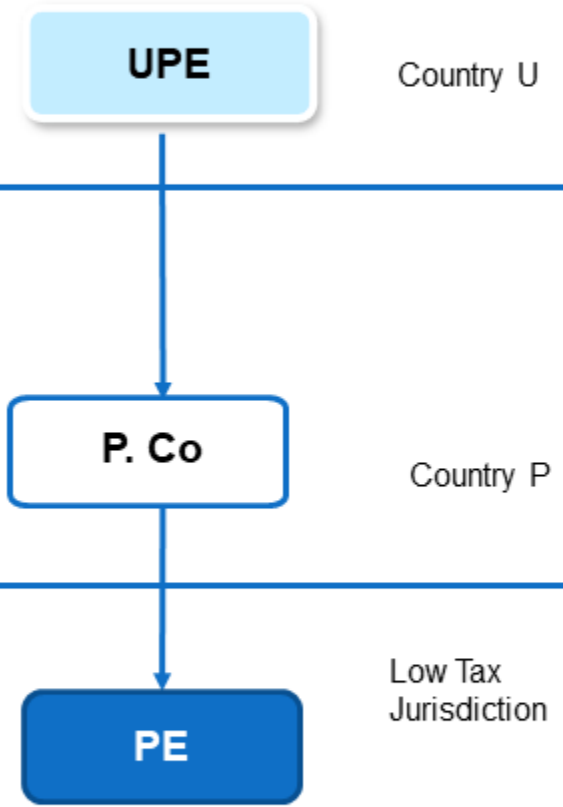 UPE
Country U
P. Co
Country P
Low Tax
Jurisdiction
PE